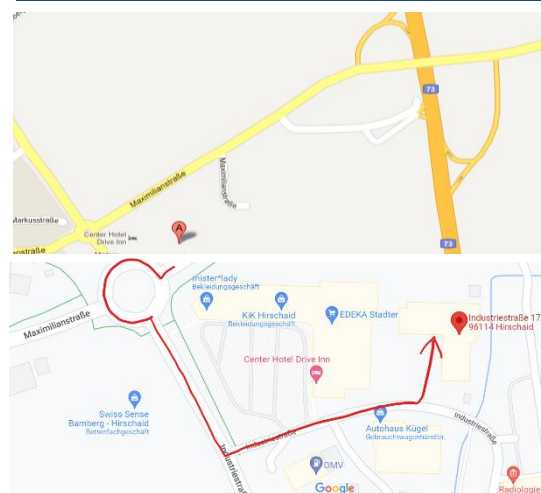 73
Maximilianstraße
Maximilianstraße
Markusstraße
Center Hotel
Drive Inn
A
73
mister*lady
Bekleidungsgeschäft
KiK Hirschaid
Bekleidungsgeschäft
EDEKA Stadter
Industriestraße 17
96114 Hirschaid
Maximilianstraße
Center Hotel Drive Inn
Swiss Sense
Bamberg - Hirschaid
Bettenfachgeschäft
Autohaus Kügel
Gebrauchtwagenhändler
Industriestraße
Industriestraße
Industriestraße
OMV
Google
Radiologie